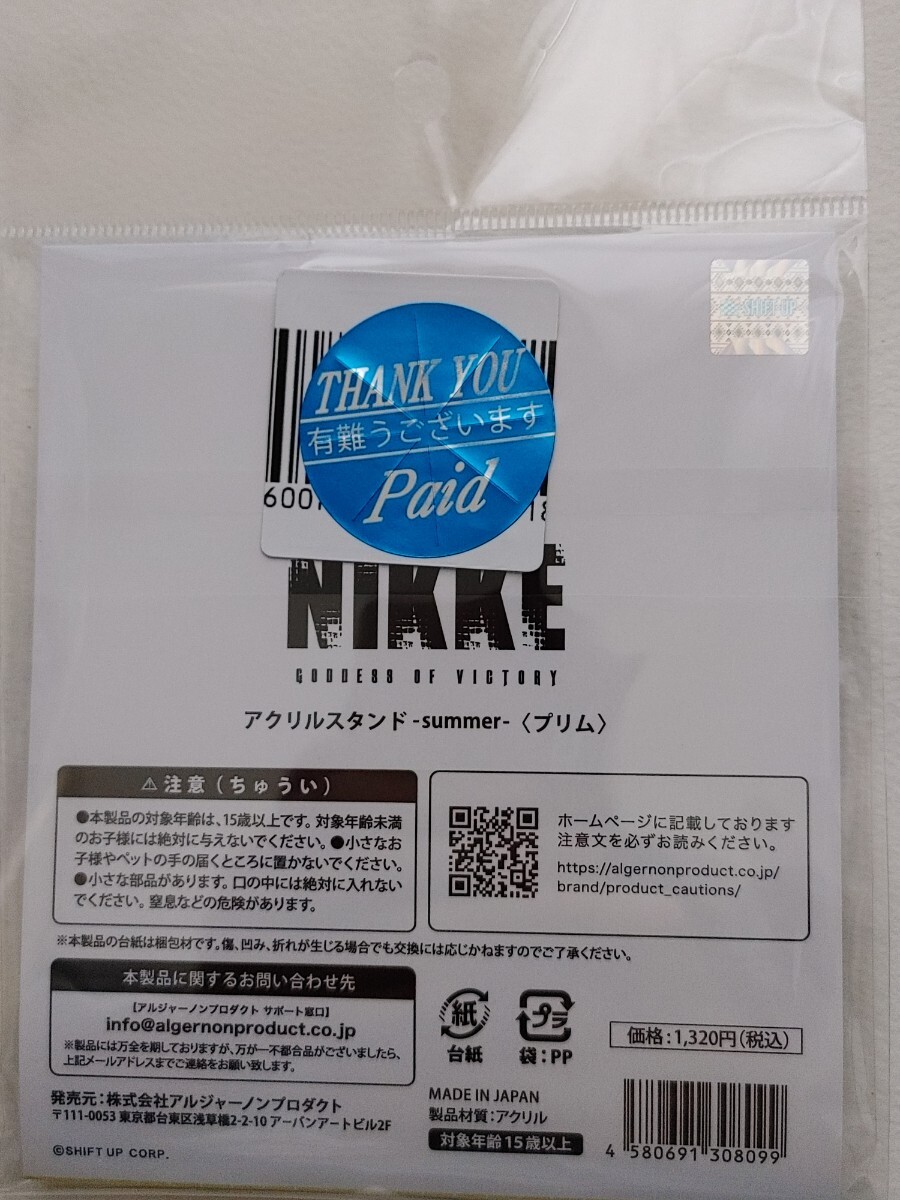 SHIFT UP
THANK YOU
有難うございます
Paid
NIKKE
GODDESS OF VICTORY
アクリルスタンド -summer-〈プリム〉
⚠注意(ちゅうい)
●本製品の対象年齢は、15歳以上です。対象年齢未満
のお子様には絶対に与えないでください。●小さなお
子様やペットの手の届くところに置かないでください。
●小さな部品があります。口の中には絶対に入れない
でください。窒息などの危険があります。
ホームページに記載しております
注意文を必ずお読みください。
https://algernonproduct.co.jp/
brand/product_cautions/
※本製品の台紙は梱包材です。傷、凹み、折れが生じる場合でも交換には応じかねますのでご了承ください。
本製品に関するお問い合わせ先
【アルジャーノンプロダクト サポート窓口】
info@algernonproduct.co.jp
※製品には万全を期しておりますが、万が一不都合品がございましたら、
上記メールアドレスまでご連絡をお願い致します。
紙
台紙
プラ
袋:PP
価格:1,320円(税込)
発売元:株式会社アルジャーノンプロダクト
〒111-0053 東京都台東区浅草橋2-2-10 アーバンアートビル2F
©SHIFT UP CORP.
MADE IN JAPAN
製品材質:アクリル
対象年齢15歳以上
4 580691 308099